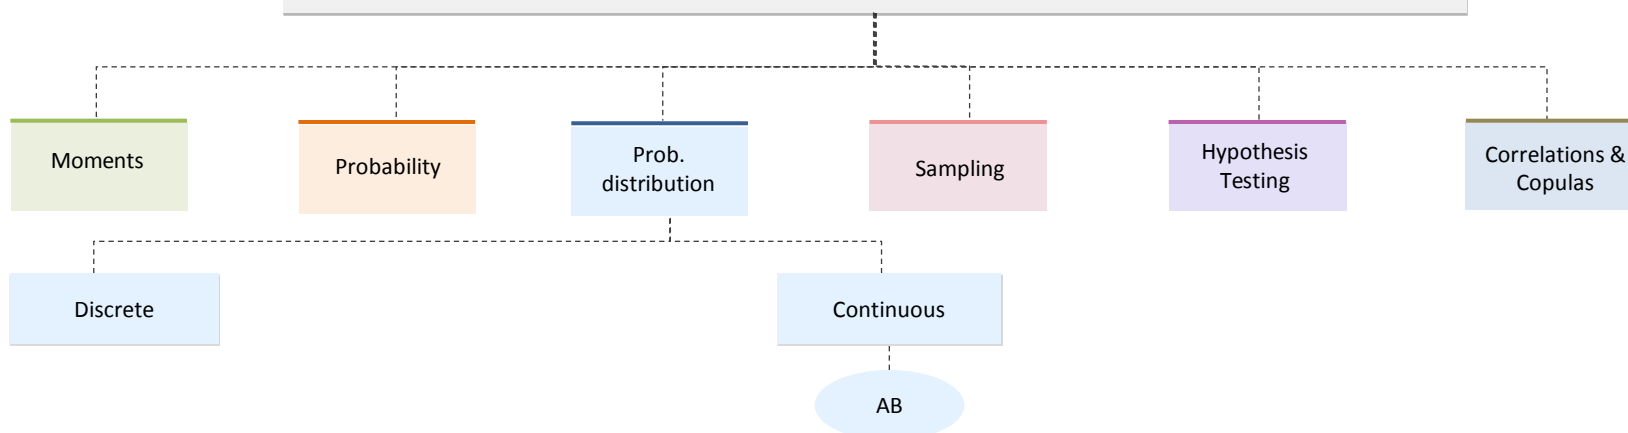 Moments
Probability
Prob.
distribution
Sampling
Hypothesis
Testing
Correlations &
Copulas
Discrete
Continuous
AB